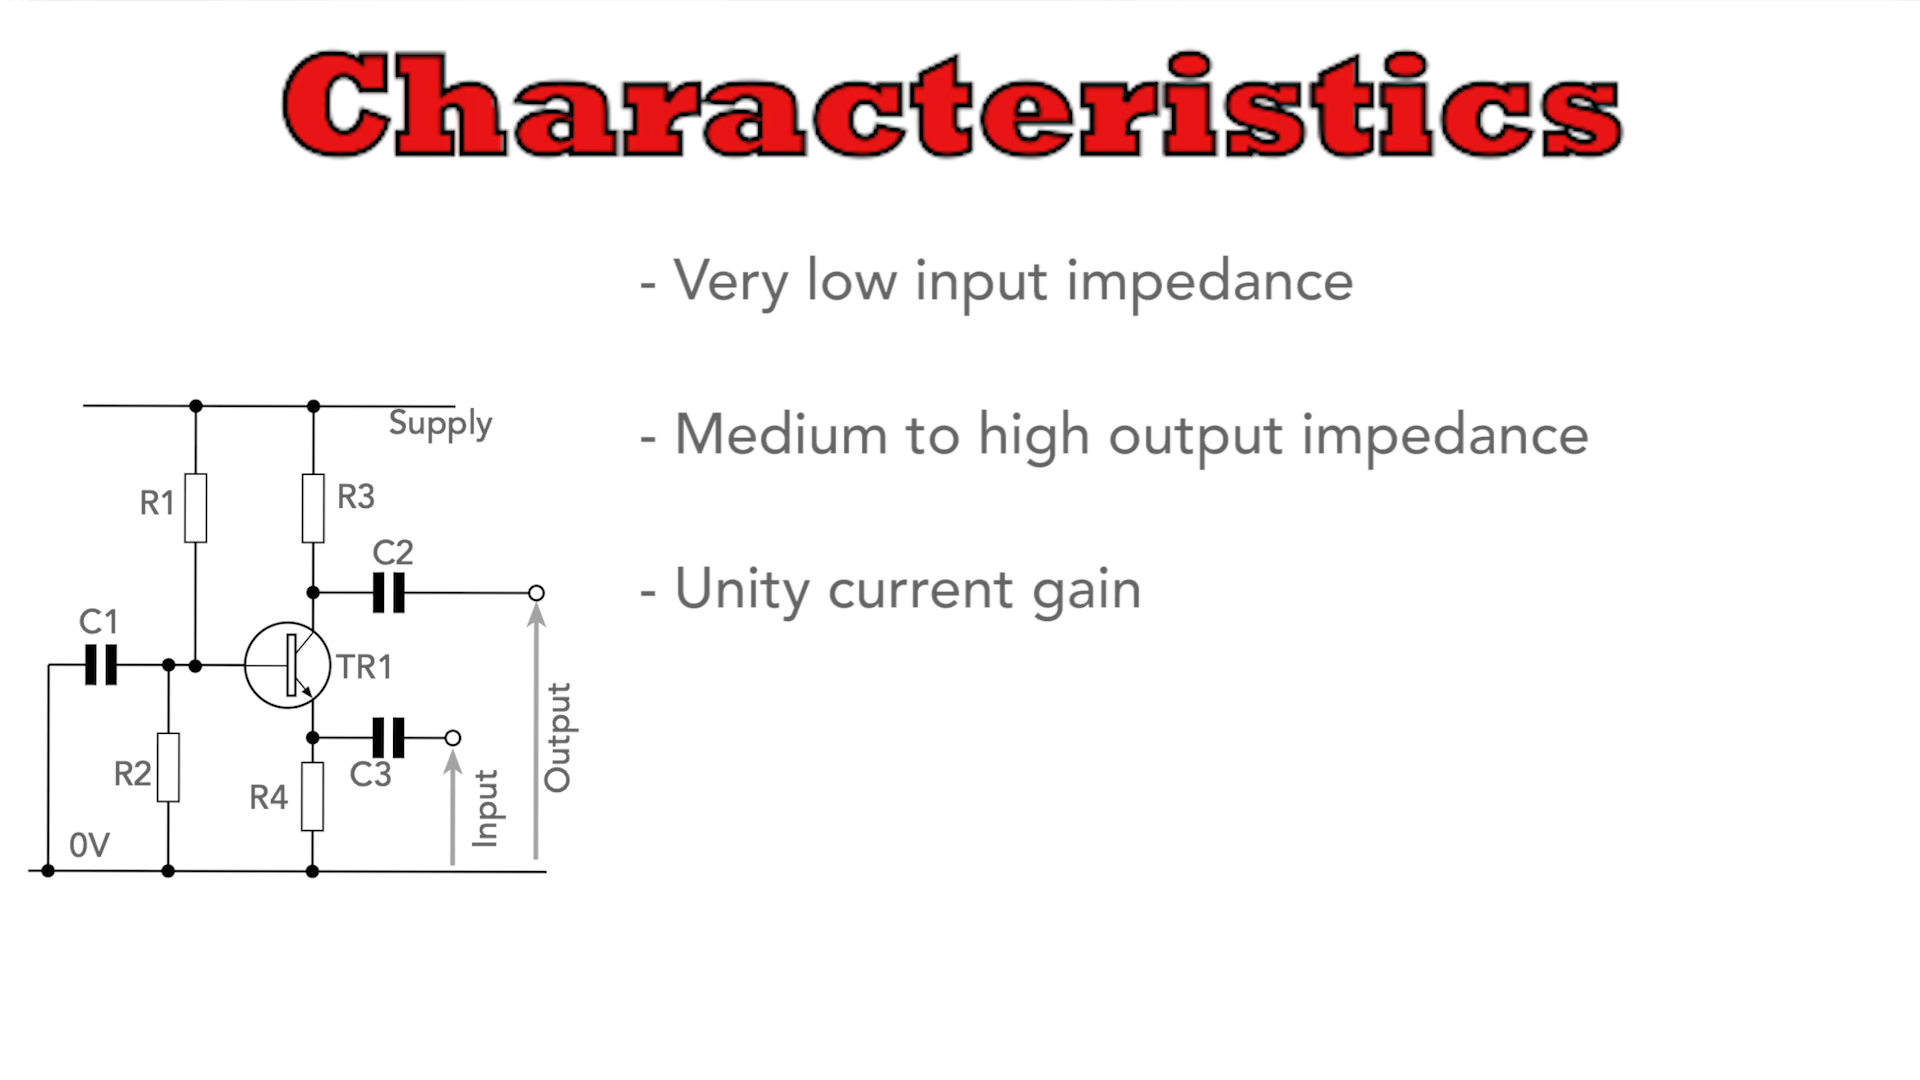 Characteristics
- Very low input impedance
- Medium to high output impedance
- Unity current gain
Supply
R1
R3
C2
C1
TR1
R2
C3
R4
Input
Output
0V